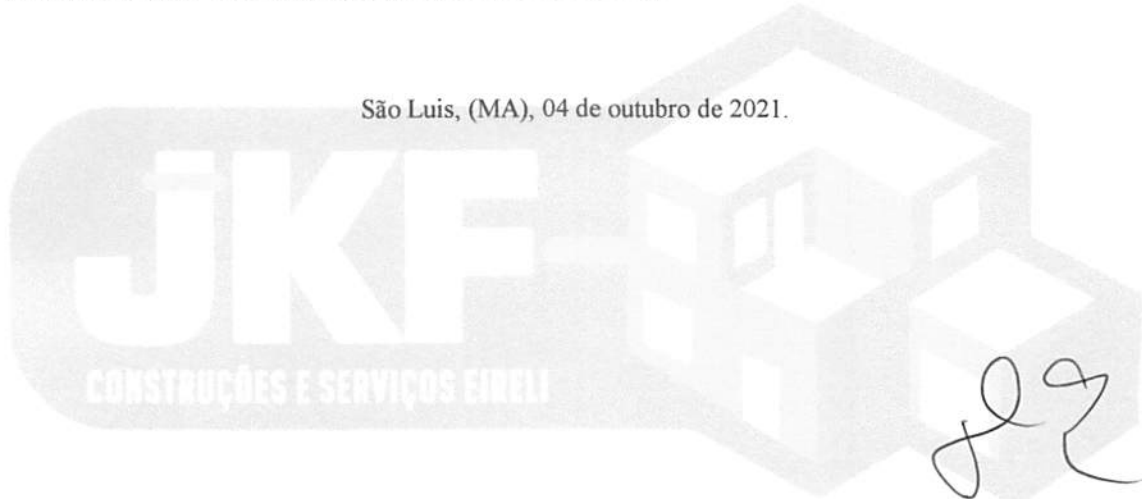 São Luis, (MA), 04 de outubro de 2021.
JKF
CONSTRUÇÕES E SERVIÇOS EIRELI